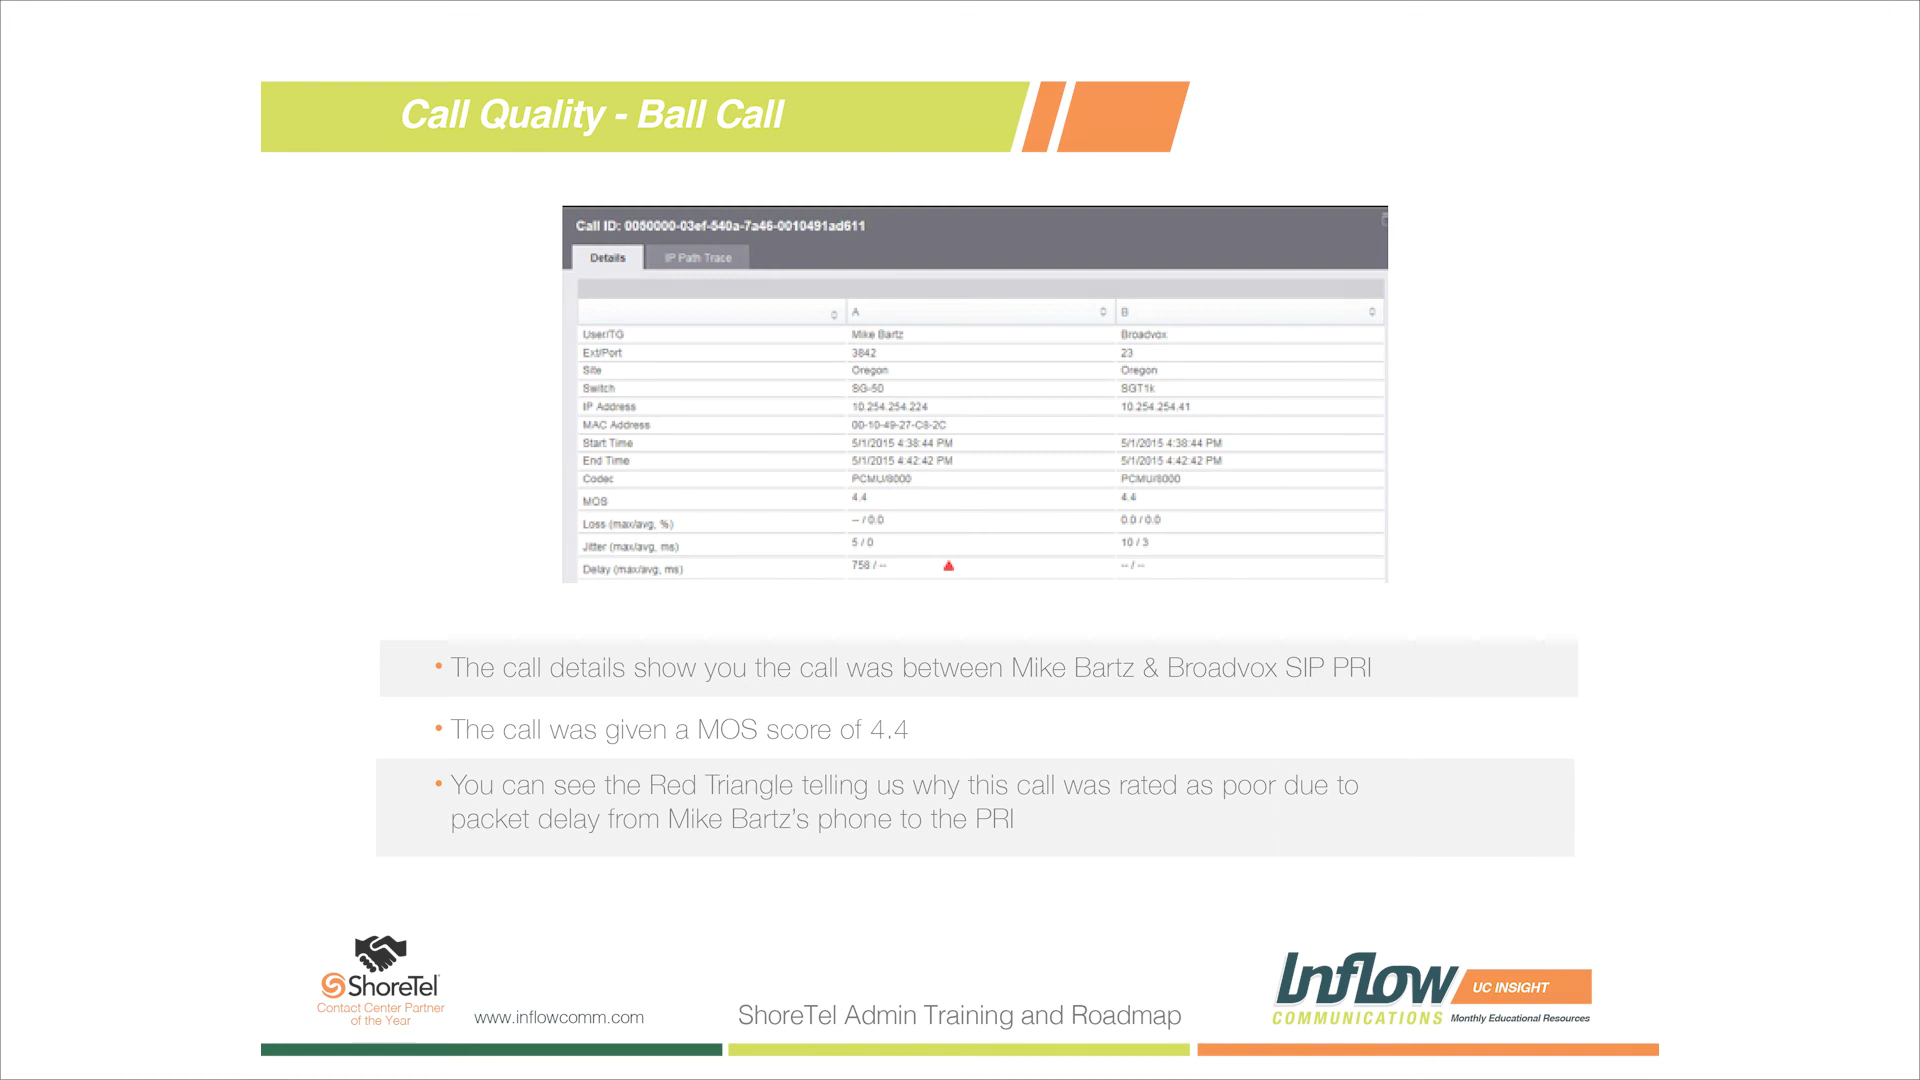 Call Quality - Ball Call
Call ID: 0050000-03ef-540a-7a46-0010491ad611
Details IP Path Trace
A B
User/TG Mike Bartz Broadvox
Ext/Port 3842 23
Site Oregon Oregon
Switch SG-50 SGT1k
IP Address 10.254.254.224 10.254.254.41
MAC Address 00-10-49-27-C8-2C
Start Time 5/1/2015 4:38:44 PM 5/1/2015 4:38:44 PM
End Time 5/1/2015 4:42:42 PM 5/1/2015 4:42:42 PM
Codec PCMU/8000 PCMU/8000
MOS 4.4 4.4
Loss (max/avg, %) -- / 0.0 0.0 / 0.0
Jitter (max/avg, ms) 5 / 0 10 / 3
Delay (max/avg, ms) 758 / -- -- / --
• The call details show you the call was between Mike Bartz & Broadvox SIP PRI
• The call was given a MOS score of 4.4
• You can see the Red Triangle telling us why this call was rated as poor due to
packet delay from Mike Bartz's phone to the PRI
ShoreTel
Contact Center Partner
of the Year
www.inflowcomm.com
ShoreTel Admin Training and Roadmap
Inflow
COMMUNICATIONS
UC INSIGHT
Monthly Educational Resources